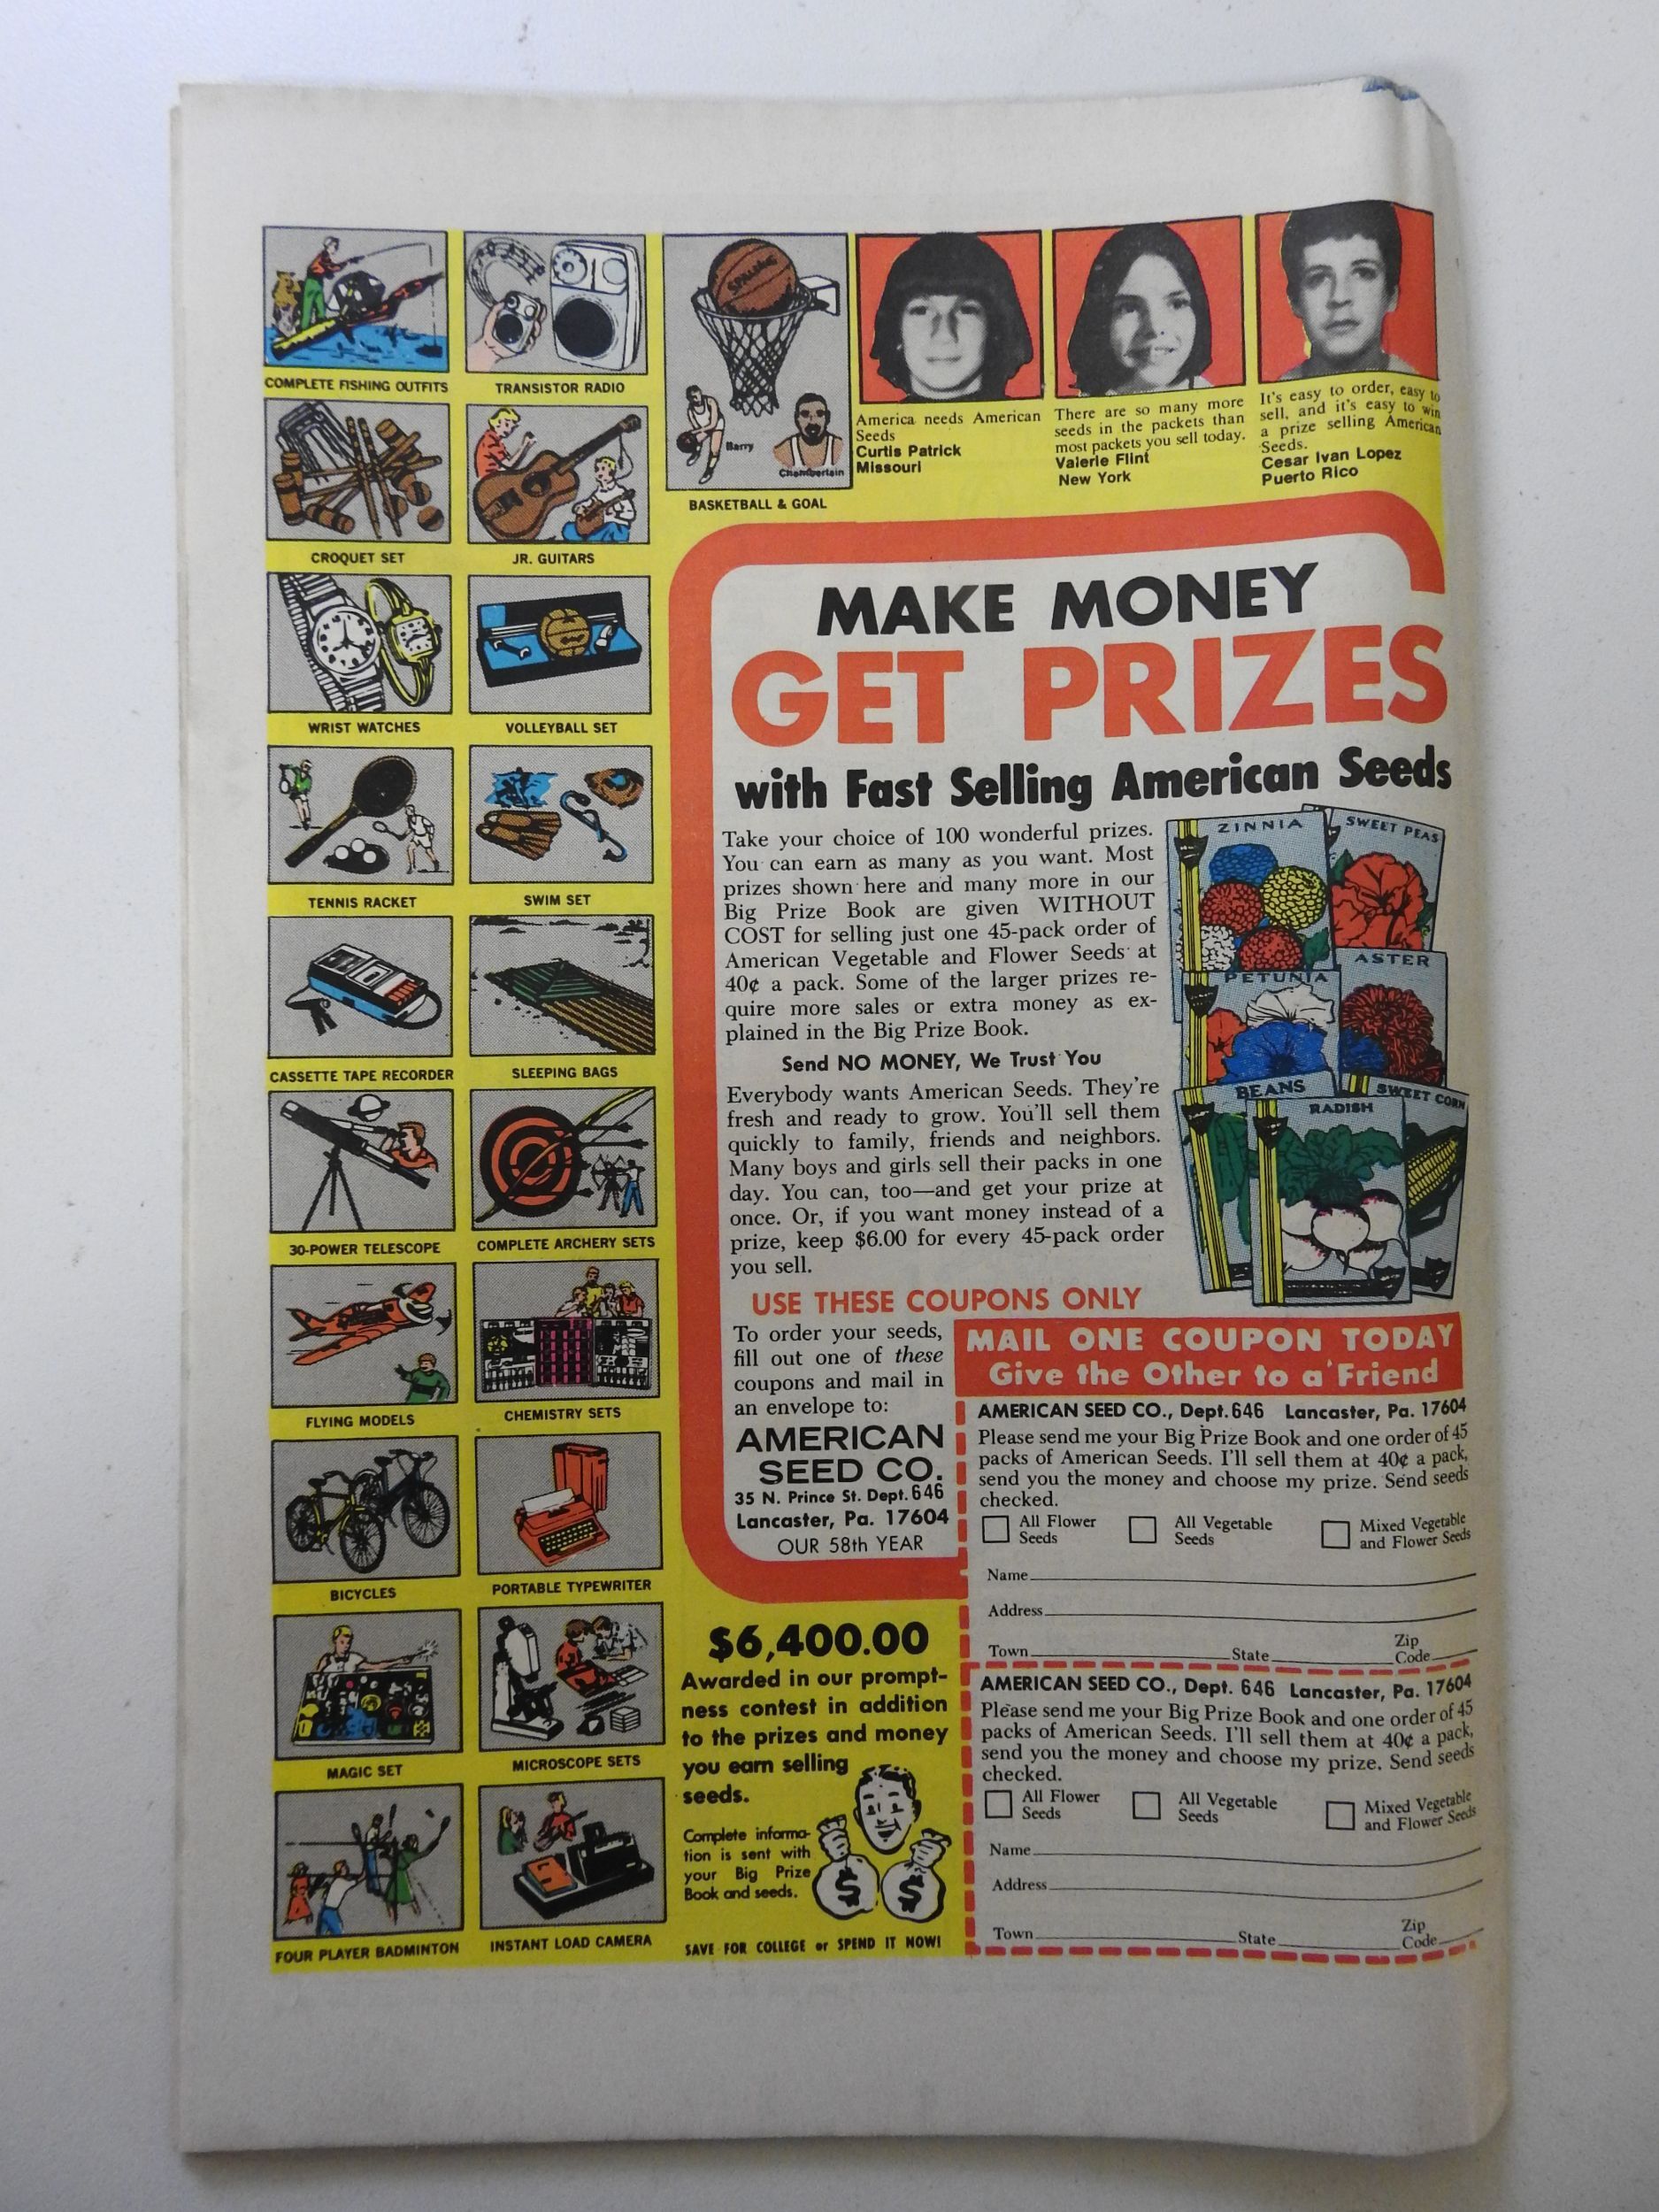 COMPLETE FISHING OUTFITS
TRANSISTOR RADIO
SPALDING
Barry
Chamberlain
BASKETBALL & GOAL
America needs American
Seeds
Curtis Patrick
Missouri
There are so many more
seeds in the packets than
most packets you sell today.
Valerie Flint
New York
It's easy to order, easy to
sell, and it's easy to win
a prize selling American
Seeds.
Cesar Ivan Lopez
Puerto Rico
CROQUET SET
JR. GUITARS
WRIST WATCHES
VOLLEYBALL SET
TENNIS RACKET
SWIM SET
CASSETTE TAPE RECORDER
SLEEPING BAGS
30-POWER TELESCOPE
COMPLETE ARCHERY SETS
FLYING MODELS
CHEMISTRY SETS
BICYCLES
PORTABLE TYPEWRITER
MAGIC SET
MICROSCOPE SETS
FOUR PLAYER BADMINTON
INSTANT LOAD CAMERA
MAKE MONEY
GET PRIZES
with Fast Selling American Seeds
Take your choice of 100 wonderful prizes.
You can earn as many as you want. Most
prizes shown here and many more in our
Big Prize Book are given WITHOUT
COST for selling just one 45-pack order of
American Vegetable and Flower Seeds at
40¢ a pack. Some of the larger prizes re-
quire more sales or extra money as ex-
plained in the Big Prize Book.
Send NO MONEY, We Trust You
Everybody wants American Seeds. They're
fresh and ready to grow. You'll sell them
quickly to family, friends and neighbors.
Many boys and girls sell their packs in one
day. You can, too—and get your prize at
once. Or, if you want money instead of a
prize, keep $6.00 for every 45-pack order
you sell.
ZINNIA
SWEET PEAS
PETUNIA
ASTER
BEANS
RADISH
SWEET CORN
USE THESE COUPONS ONLY
To order your seeds,
fill out one of these
coupons and mail in
an envelope to:
AMERICAN
SEED CO.
35 N. Prince St. Dept. 646
Lancaster, Pa. 17604
OUR 58th YEAR
$6,400.00
Awarded in our prompt-
ness contest in addition
to the prizes and money
you earn selling
seeds.
Complete informa-
tion is sent with
your Big Prize
Book and seeds.
$ $
SAVE FOR COLLEGE or SPEND IT NOW!
MAIL ONE COUPON TODAY
Give the Other to a Friend
AMERICAN SEED CO., Dept. 646 Lancaster, Pa. 17604
Please send me your Big Prize Book and one order of 45
packs of American Seeds. I'll sell them at 40¢ a pack,
send you the money and choose my prize. Send seeds
checked.
All Flower
Seeds
All Vegetable
Seeds
Mixed Vegetable
and Flower Seeds
Name
Address
Town State Zip
Code
AMERICAN SEED CO., Dept. 646 Lancaster, Pa. 17604
Please send me your Big Prize Book and one order of 45
packs of American Seeds. I'll sell them at 40¢ a pack,
send you the money and choose my prize. Send seeds
checked.
All Flower
Seeds
All Vegetable
Seeds
Mixed Vegetable
and Flower Seeds
Name
Address
Town State Zip
Code